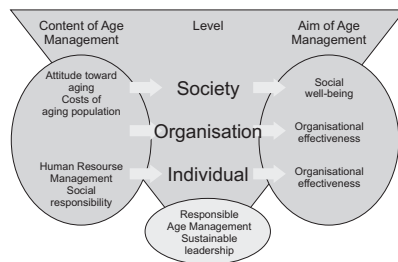 Content of Age
Management
Level
Aim of Age
Management
Attitude toward
aging
Costs of
aging population
Society
Social
well-being
Organisation
Organisational
effectiveness
Human Resourse
Management
Social
responsibility
Individual
Organisational
effectiveness
Responsible
Age Management
Sustainable
leadership